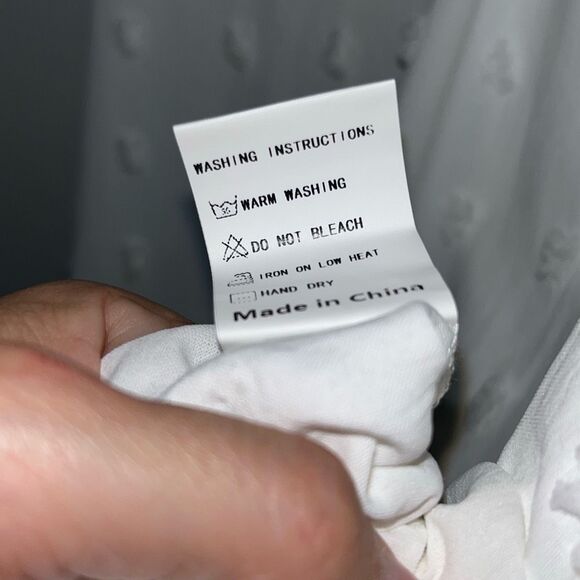 WASHING INSTRUCTIONS
WARM WASHING
DO NOT BLEACH
IRON ON LOW HEAT
HAND DRY
Made in China